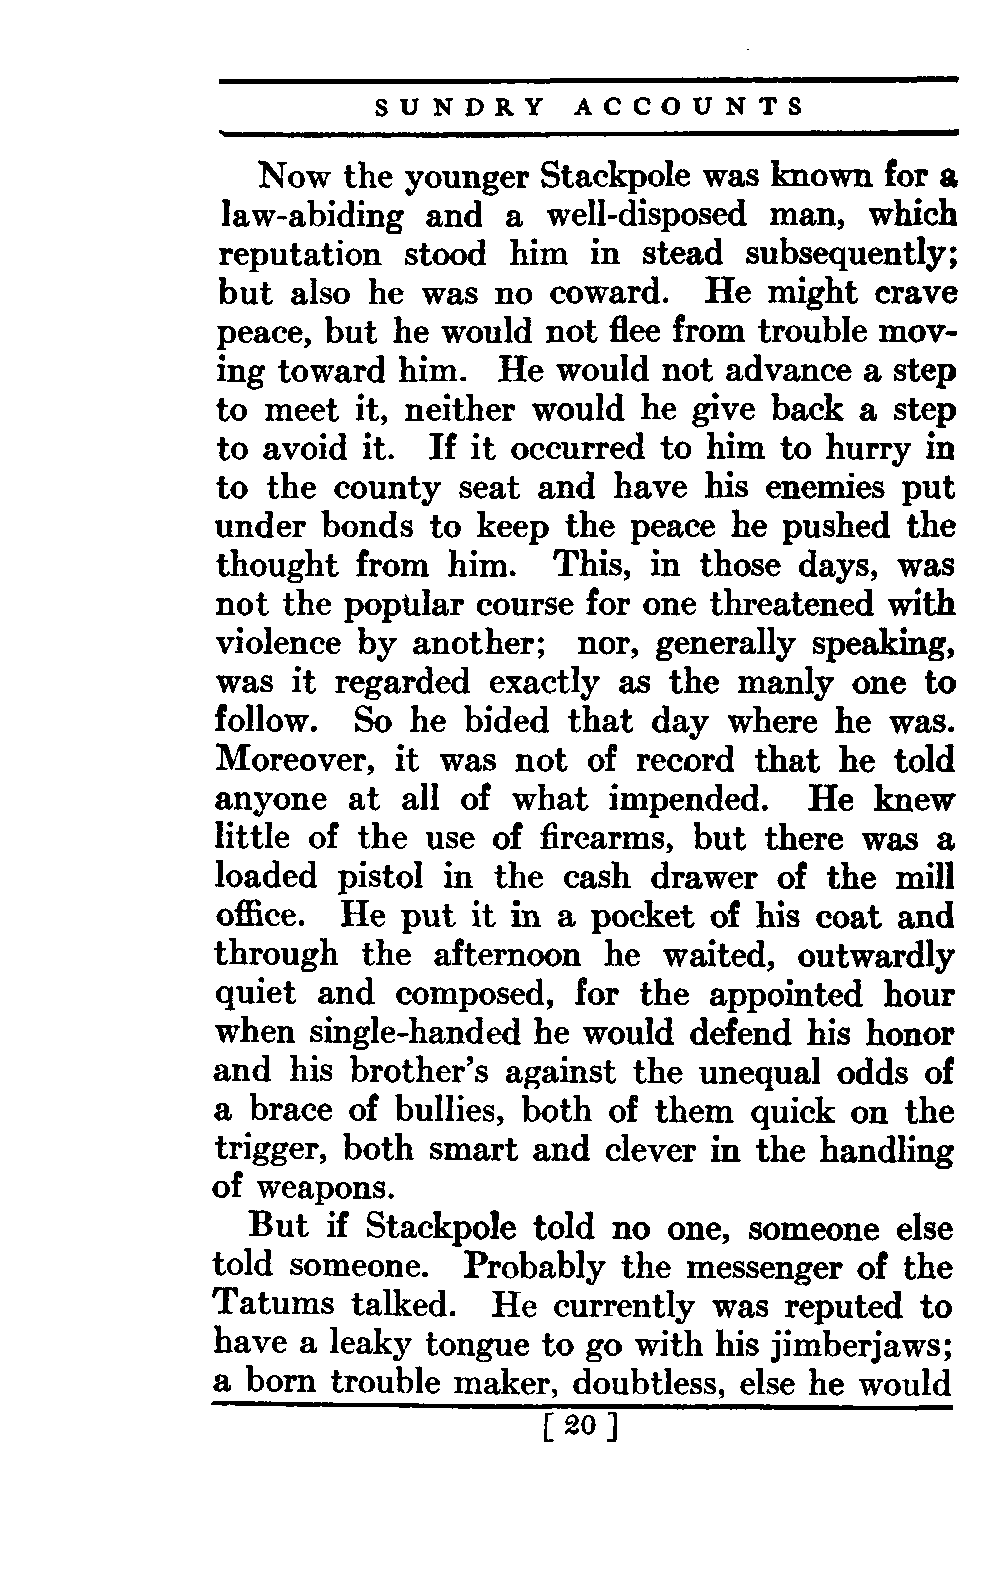 SUNDRY ACCOUNTS
Now the younger Stackpole was known for a
law-abiding and a well-disposed man, which
reputation stood him in stead subsequently;
but also he was no coward. He might crave
peace, but he would not flee from trouble mov-
ing toward him. He would not advance a step
to meet it, neither would he give back a step
to avoid it. If it occurred to him to hurry in
to the county seat and have his enemies put
under bonds to keep the peace he pushed the
thought from him. This, in those days, was
not the popular course for one threatened with
violence by another; nor, generally speaking,
was it regarded exactly as the manly one to
follow. So he bided that day where he was.
Moreover, it was not of record that he told
anyone at all of what impended. He knew
little of the use of firearms, but there was a
loaded pistol in the cash drawer of the mill
office. He put it in a pocket of his coat and
through the afternoon he waited, outwardly
quiet and composed, for the appointed hour
when single-handed he would defend his honor
and his brother's against the unequal odds of
a brace of bullies, both of them quick on the
trigger, both smart and clever in the handling
of weapons.
But if Stackpole told no one, someone else
told someone. Probably the messenger of the
Tatums talked. He currently was reputed to
have a leaky tongue to go with his jimberjaws;
a born trouble maker, doubtless, else he would
[ 20 ]